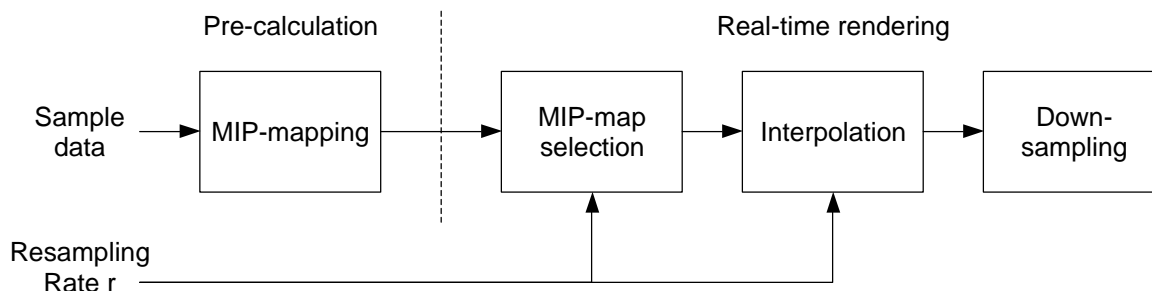 Pre-calculation
Real-time rendering
Sample
data
MIP-mapping
MIP-map
selection
Interpolation
Down-
sampling
Resampling
Rate r